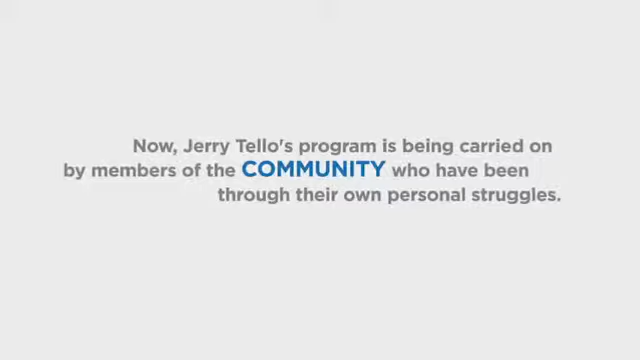 Now, Jerry Tello's program is being carried on
by members of the COMMUNITY who have been
through their own personal struggles.